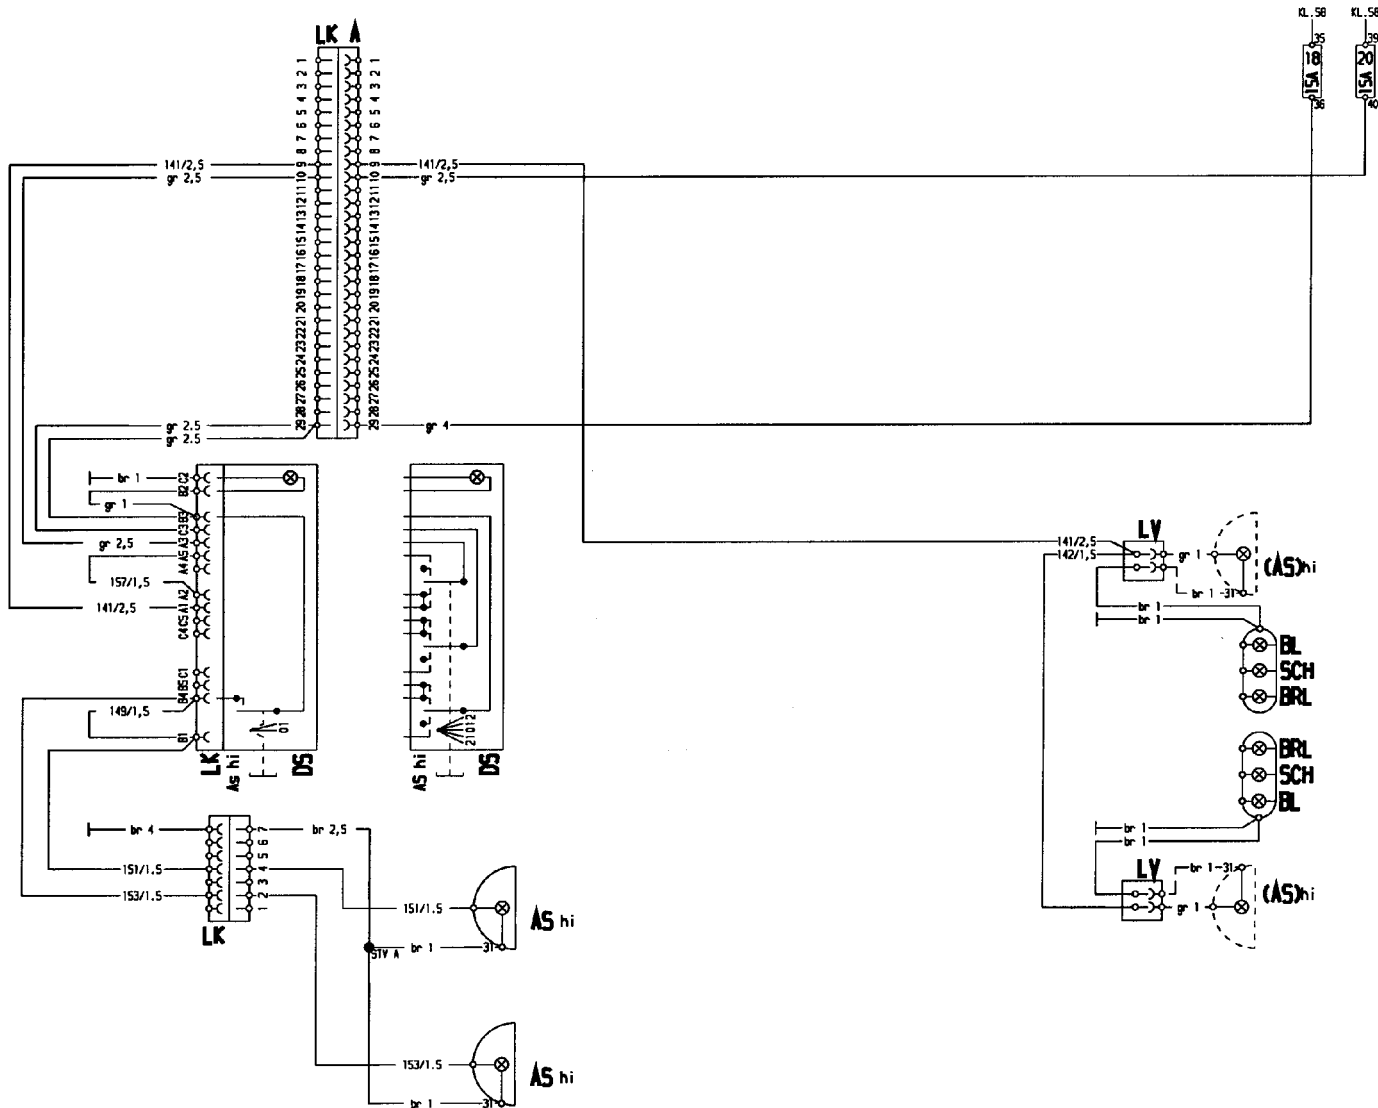 KL.58 KL.58
35 39
18 20
15A 15A
36 40
LK A
1 1
2 2
3 3
4 4
5 5
6 6
7 7
8 8
9 9
10 10
11 11
12 12
13 13
14 14
15 15
16 16
17 17
18 18
19 19
20 20
21 21
22 22
23 23
24 24
25 25
26 26
27 27
28 28
29 29
141/2,5 141/2,5
gr 2,5 gr 2,5
gr 2.5 gr 4
gr 2.5
br 1 C2
B2
gr 1
B3
C3
gr 2,5 A3
A5
A4
157/1,5 A2
141/2,5 A1
C5
C4
C1
B5
B4
149/1,5
B1
01
LK As hi DS
21012
AS hi DS
br 4 7 br 2,5
6
5
151/1.5 4
3
153/1.5 2
1
LK
151/1.5
AS hi
br 1 31
STV A
153/1.5
AS hi
br 1 31
LV
141/2,5
142/1,5 gr 1
(AS)hi
br 1 31
br 1
br 1
BL
SCH
BRL
BRL
SCH
BL
br 1
br 1
LV
br 1 31
(AS)hi
gr 1